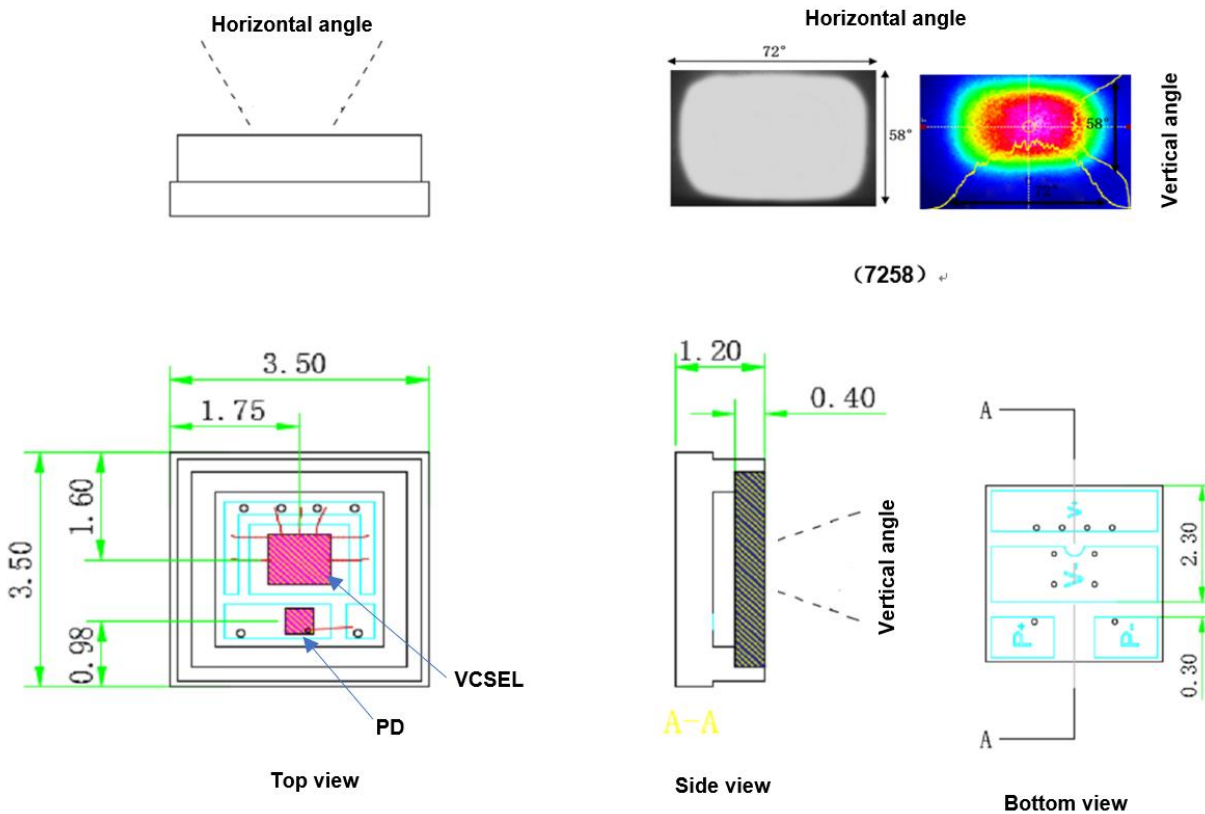 Horizontal angle
Horizontal angle
72°
58°
58°
Vertical angle
（7258）
3.50
1.75
1.60
3.50
0.98
VCSEL
PD
Top view
1.20
0.40
Vertical angle
A-A
Side view
A
V+
V-
P+
P-
2.30
0.30
A
Bottom view